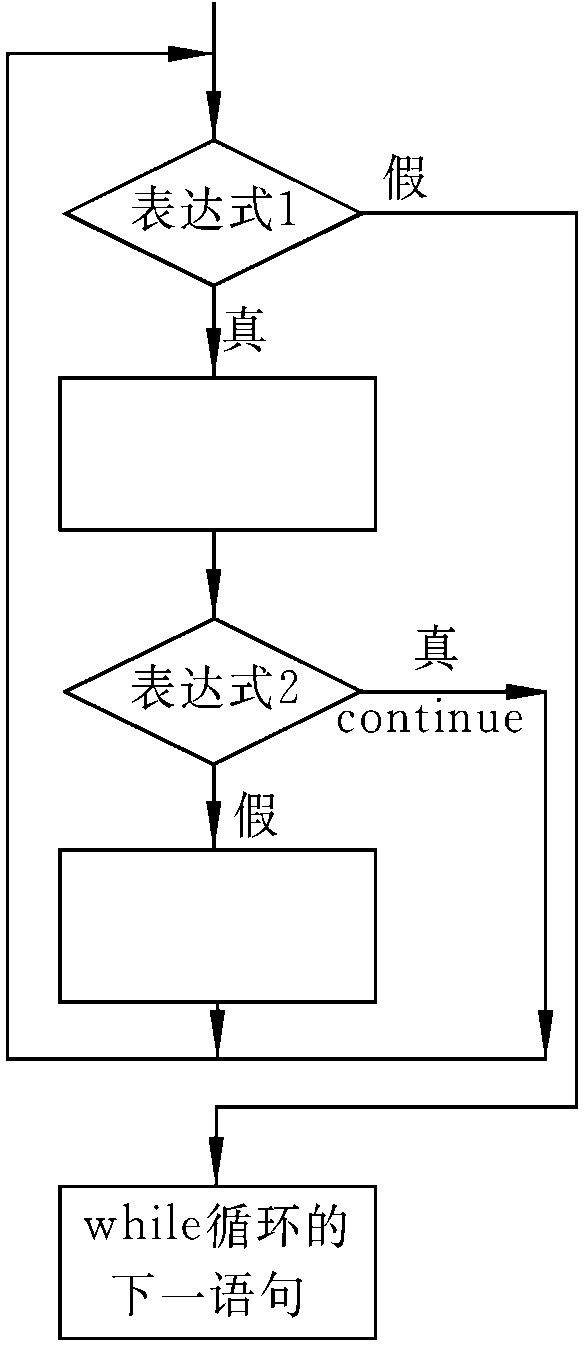 假
表达式1
真
真
表达式2
continue
假
while循环的
下一语句